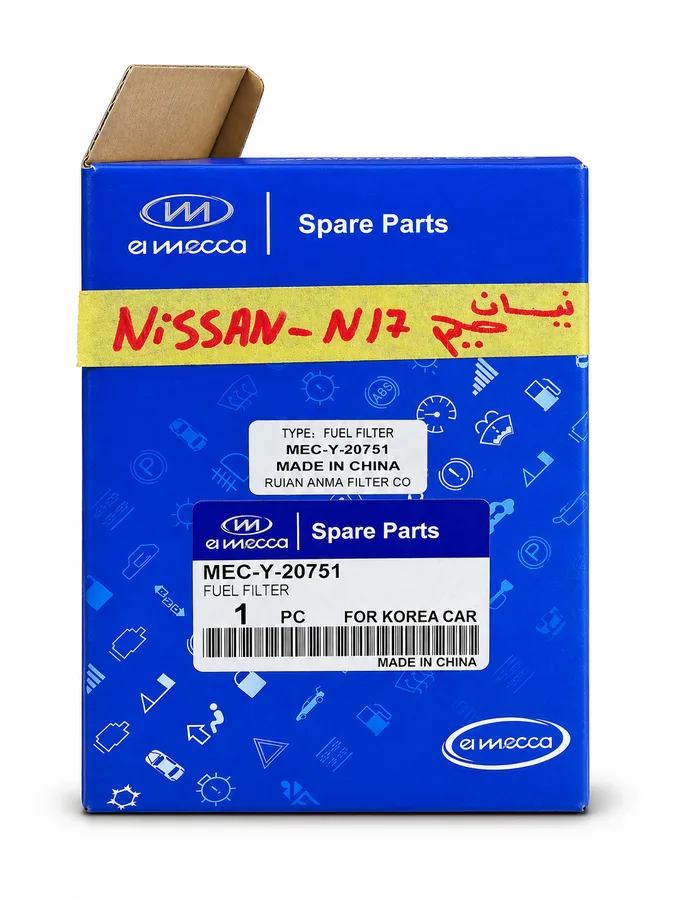 el mecca
Spare Parts
NiSSAN-N17 نيسان
ABS
TYPE: FUEL FILTER
MEC-Y-20751
MADE IN CHINA
RUIAN ANMA FILTER CO
el mecca
Spare Parts
MEC-Y-20751
FUEL FILTER
1 PC FOR KOREA CAR
MADE IN CHINA
el mecca